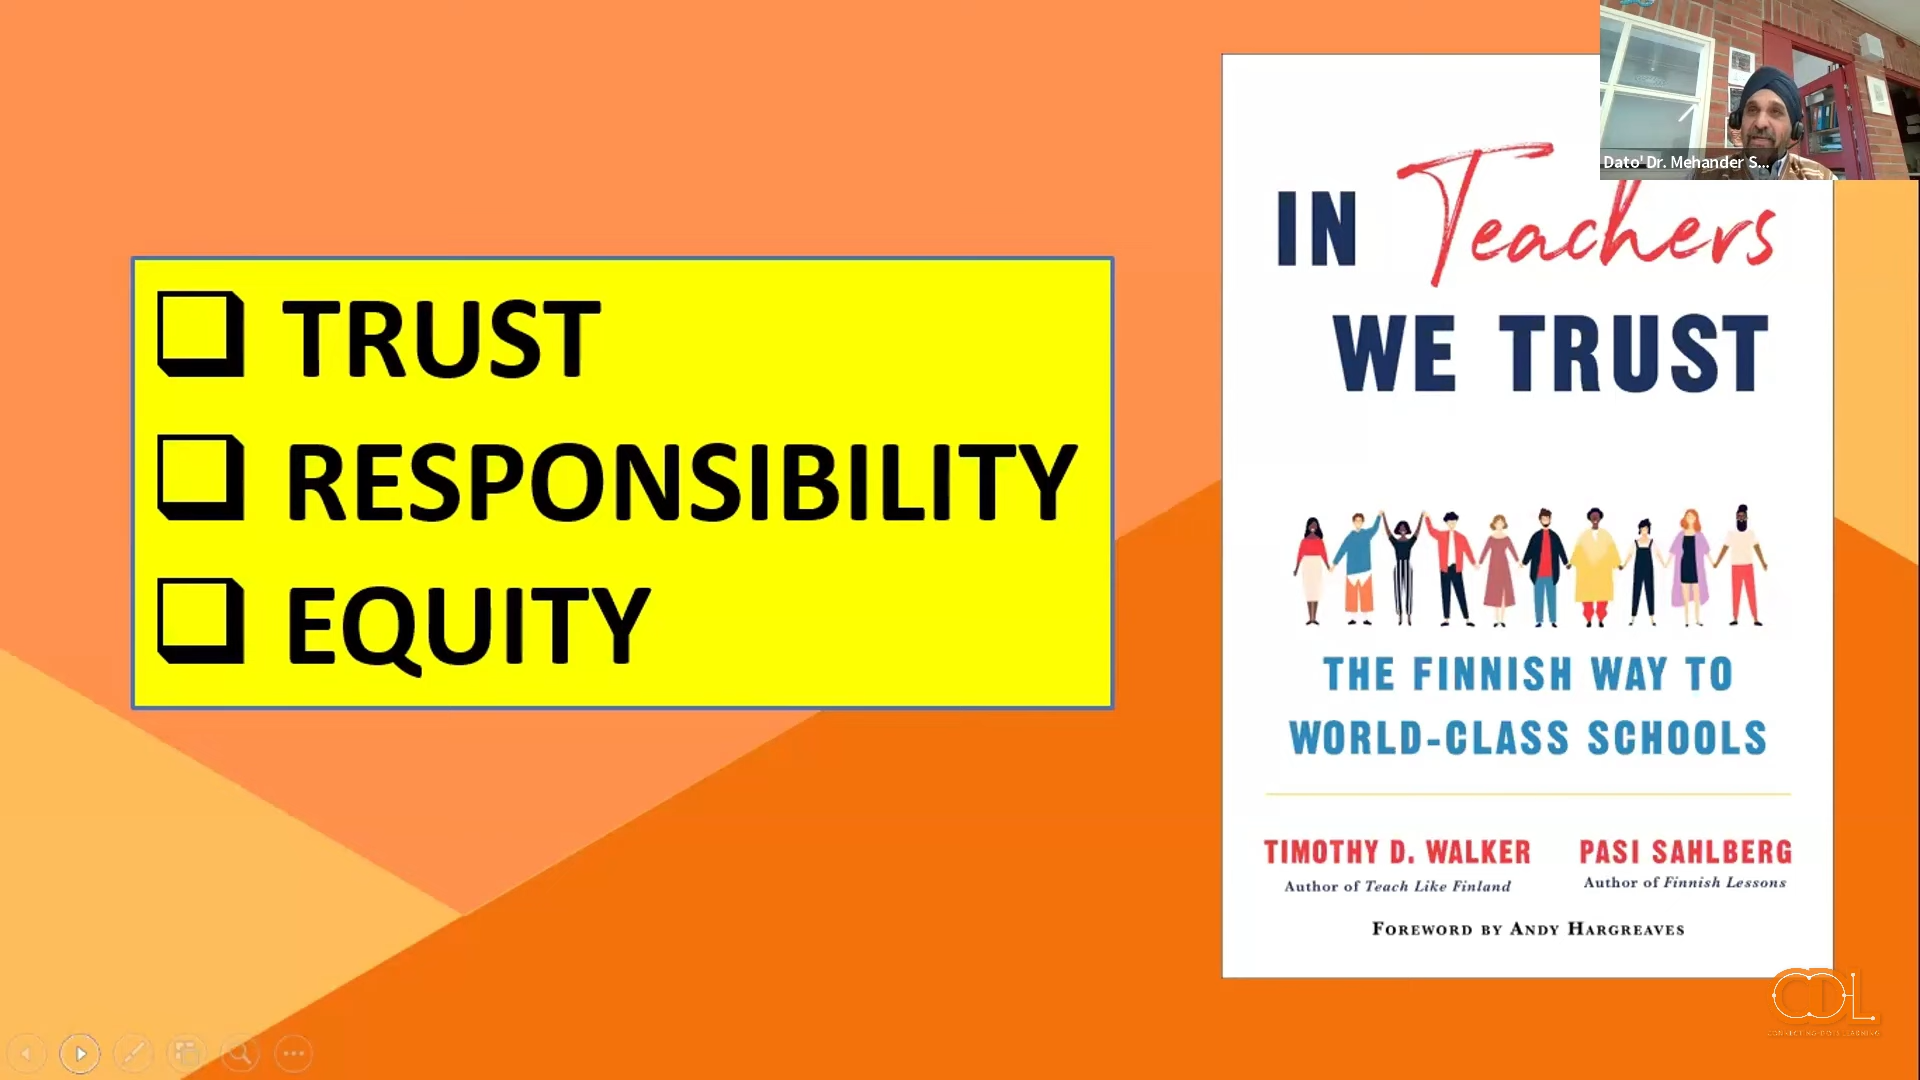 TRUST
RESPONSIBILITY
EQUITY
Dato' Dr. Mehander S...
IN Teachers
WE TRUST
THE FINNISH WAY TO
WORLD-CLASS SCHOOLS
TIMOTHY D. WALKER
Author of Teach Like Finland
PASI SAHLBERG
Author of Finnish Lessons
FOREWORD BY ANDY HARGREAVES
CDL